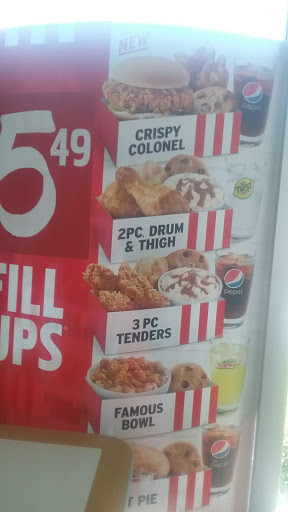 NEW
5 49
FILL
UPS
CRISPY
COLONEL
pepsi
2PC. DRUM
& THIGH
3 PC
TENDERS
pepsi
FAMOUS
BOWL
pepsi
T PIE